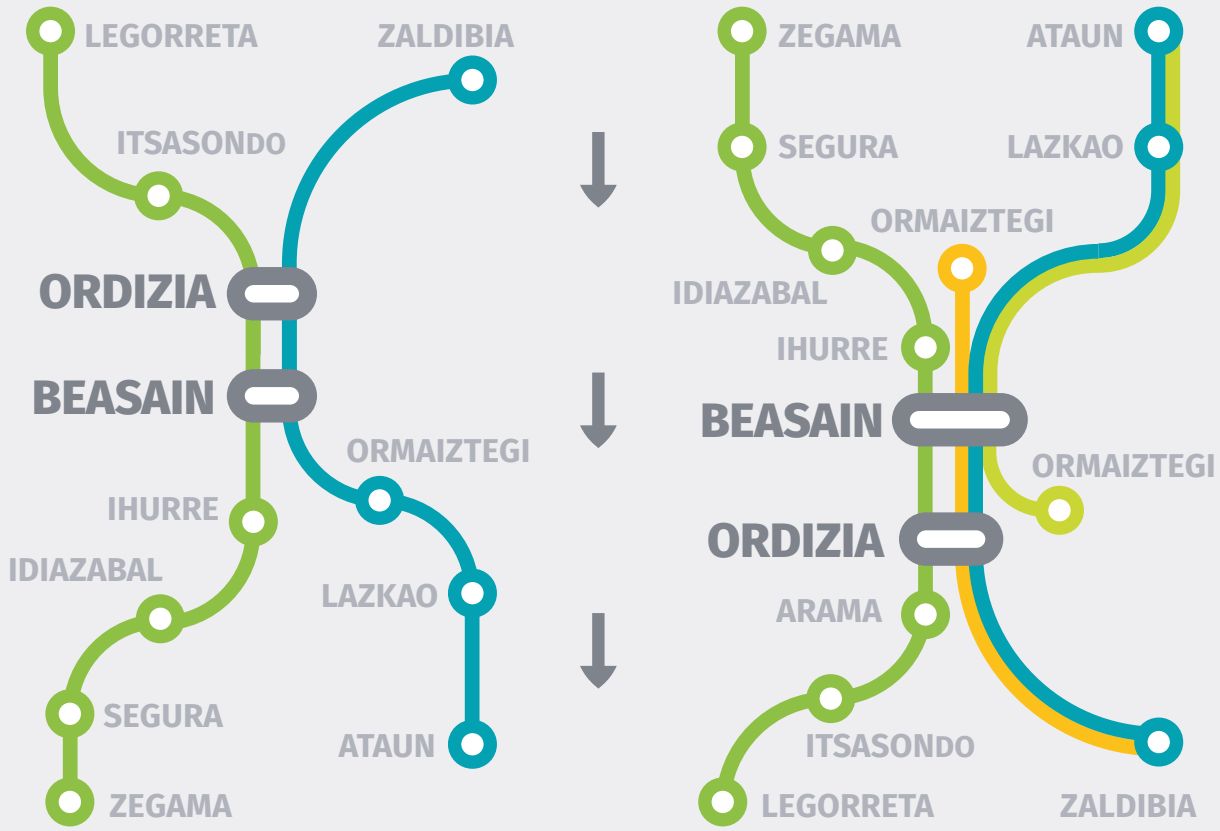 LEGORRETA
ZALDIBIA
ITSASONDO
ORDIZIA
BEASAIN
ORMAIZTEGI
IHURRE
IDIAZABAL
LAZKAO
SEGURA
ATAUN
ZEGAMA
ZEGAMA
ATAUN
SEGURA
LAZKAO
ORMAIZTEGI
IDIAZABAL
IHURRE
BEASAIN
ORMAIZTEGI
ORDIZIA
ARAMA
ITSASONDO
LEGORRETA
ZALDIBIA